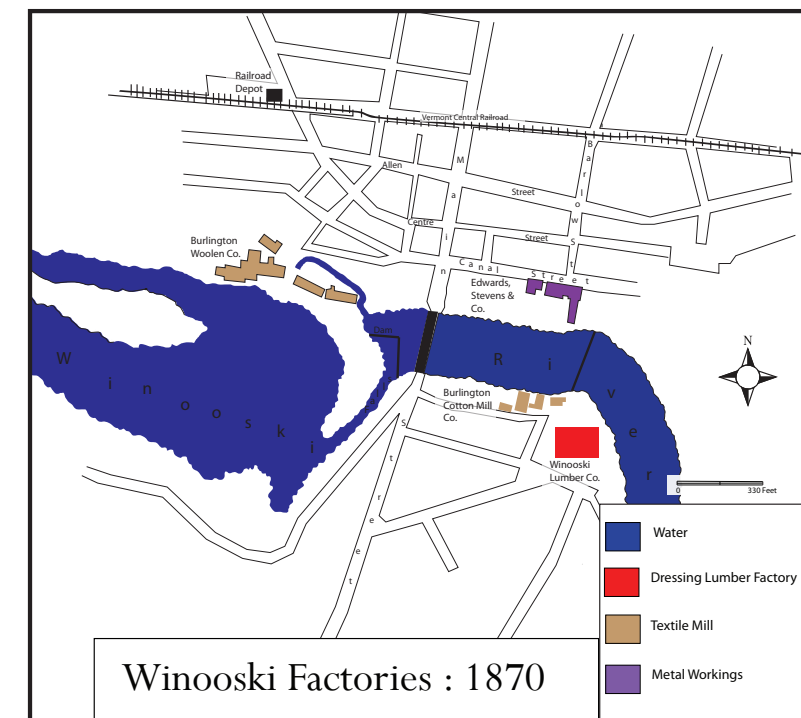 Railroad
Depot
Vermont Central Railroad
Allen
Street
Main
Barlow St
Centre
Street
Canal Street
Burlington
Woolen Co.
Edwards,
Stevens &
Co.
Dam
Winooski
River
N
Burlington
Cotton Mill
Co.
Street
Winooski
Lumber Co.
0 330 Feet
Water
Dressing Lumber Factory
Textile Mill
Metal Workings
Winooski Factories : 1870